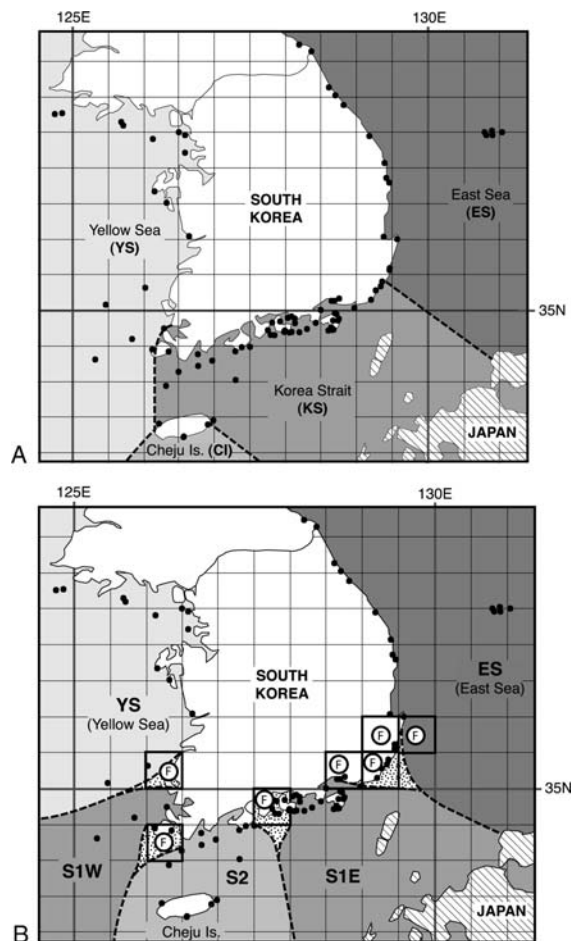 125E
130E
SOUTH
KOREA
East Sea
(ES)
Yellow Sea
(YS)
35N
Korea Strait
(KS)
JAPAN
Cheju Is. (CI)
A
125E
130E
SOUTH
KOREA
YS
(Yellow Sea)
ES
(East Sea)
F
F
F
F
F
35N
F
F
S1W
S2
S1E
Cheju Is.
JAPAN
B